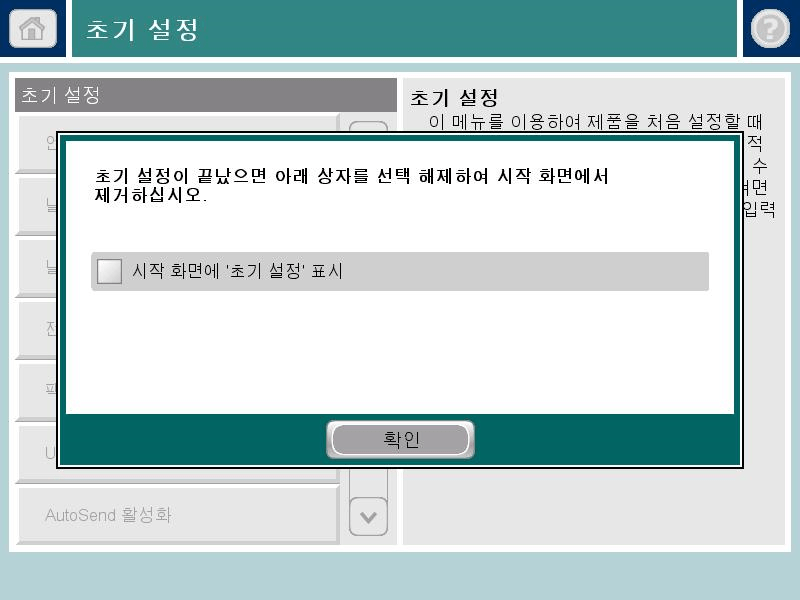 초기 설정
?
초기 설정
초기 설정
이 메뉴를 이용하여 제품을 처음 설정할 때
적
수
면
입력
초기 설정이 끝났으면 아래 상자를 선택 해제하여 시작 화면에서
제거하십시오.
시작 화면에 '초기 설정' 표시
확인
AutoSend 활성화